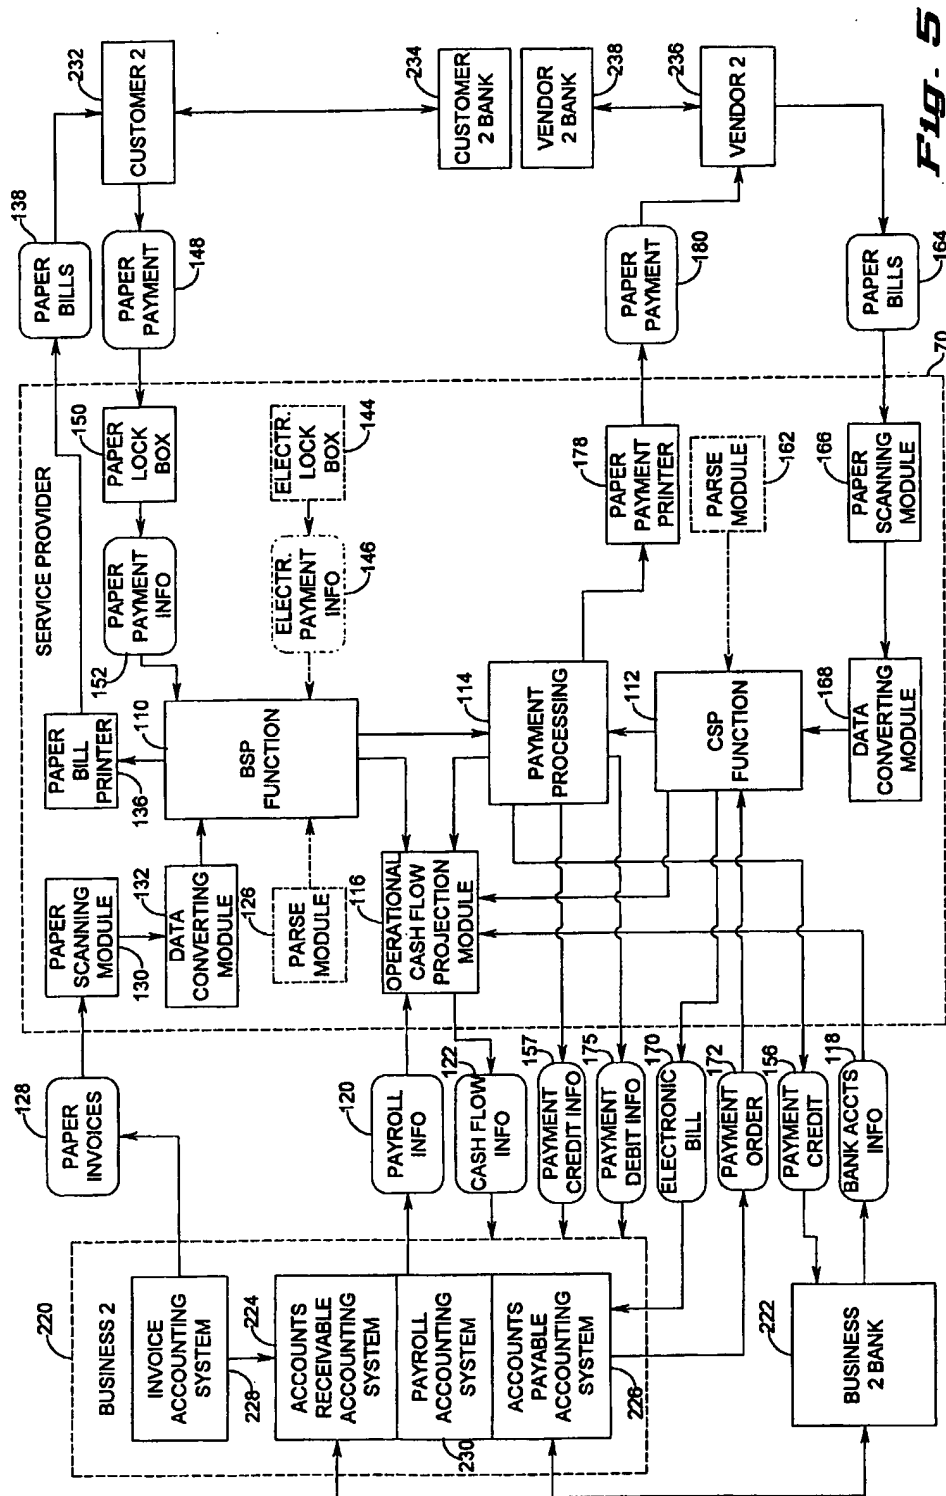 220
BUSINESS 2
INVOICE
ACCOUNTING
SYSTEM
228
224
ACCOUNTS
RECEIVABLE
ACCOUNTING
SYSTEM
PAYROLL
ACCOUNTING
SYSTEM
230
ACCOUNTS
PAYABLE
ACCOUNTING
SYSTEM
226
222
BUSINESS
2 BANK
128
PAPER
INVOICES
120
PAYROLL
INFO
122
CASH FLOW
INFO
157
PAYMENT
CREDIT INFO
175
PAYMENT
DEBIT INFO
170
ELECTRONIC
BILL
172
PAYMENT
ORDER
156
PAYMENT
CREDIT
118
BANK ACCTS
INFO
SERVICE PROVIDER
PAPER
SCANNING
MODULE
130
132
DATA
CONVERTING
MODULE
126
PARSE
MODULE
116
OPERATIONAL
CASH FLOW
PROJECTION
MODULE
PAPER
BILL
PRINTER
136
110
BSP
FUNCTION
114
PAYMENT
PROCESSING
112
CSP
FUNCTION
168
DATA
CONVERTING
MODULE
150
PAPER
LOCK
BOX
PAPER
PAYMENT
INFO
152
ELECTR.
LOCK
BOX
144
ELECTR.
PAYMENT
INFO
146
178
PAPER
PAYMENT
PRINTER
PARSE
MODULE
162
166
PAPER
SCANNING
MODULE
70
138
PAPER
BILLS
PAPER
PAYMENT
148
PAPER
PAYMENT
180
PAPER
BILLS
164
232
CUSTOMER 2
234
CUSTOMER
2 BANK
VENDOR
2 BANK
238
236
VENDOR 2
Fig. 5